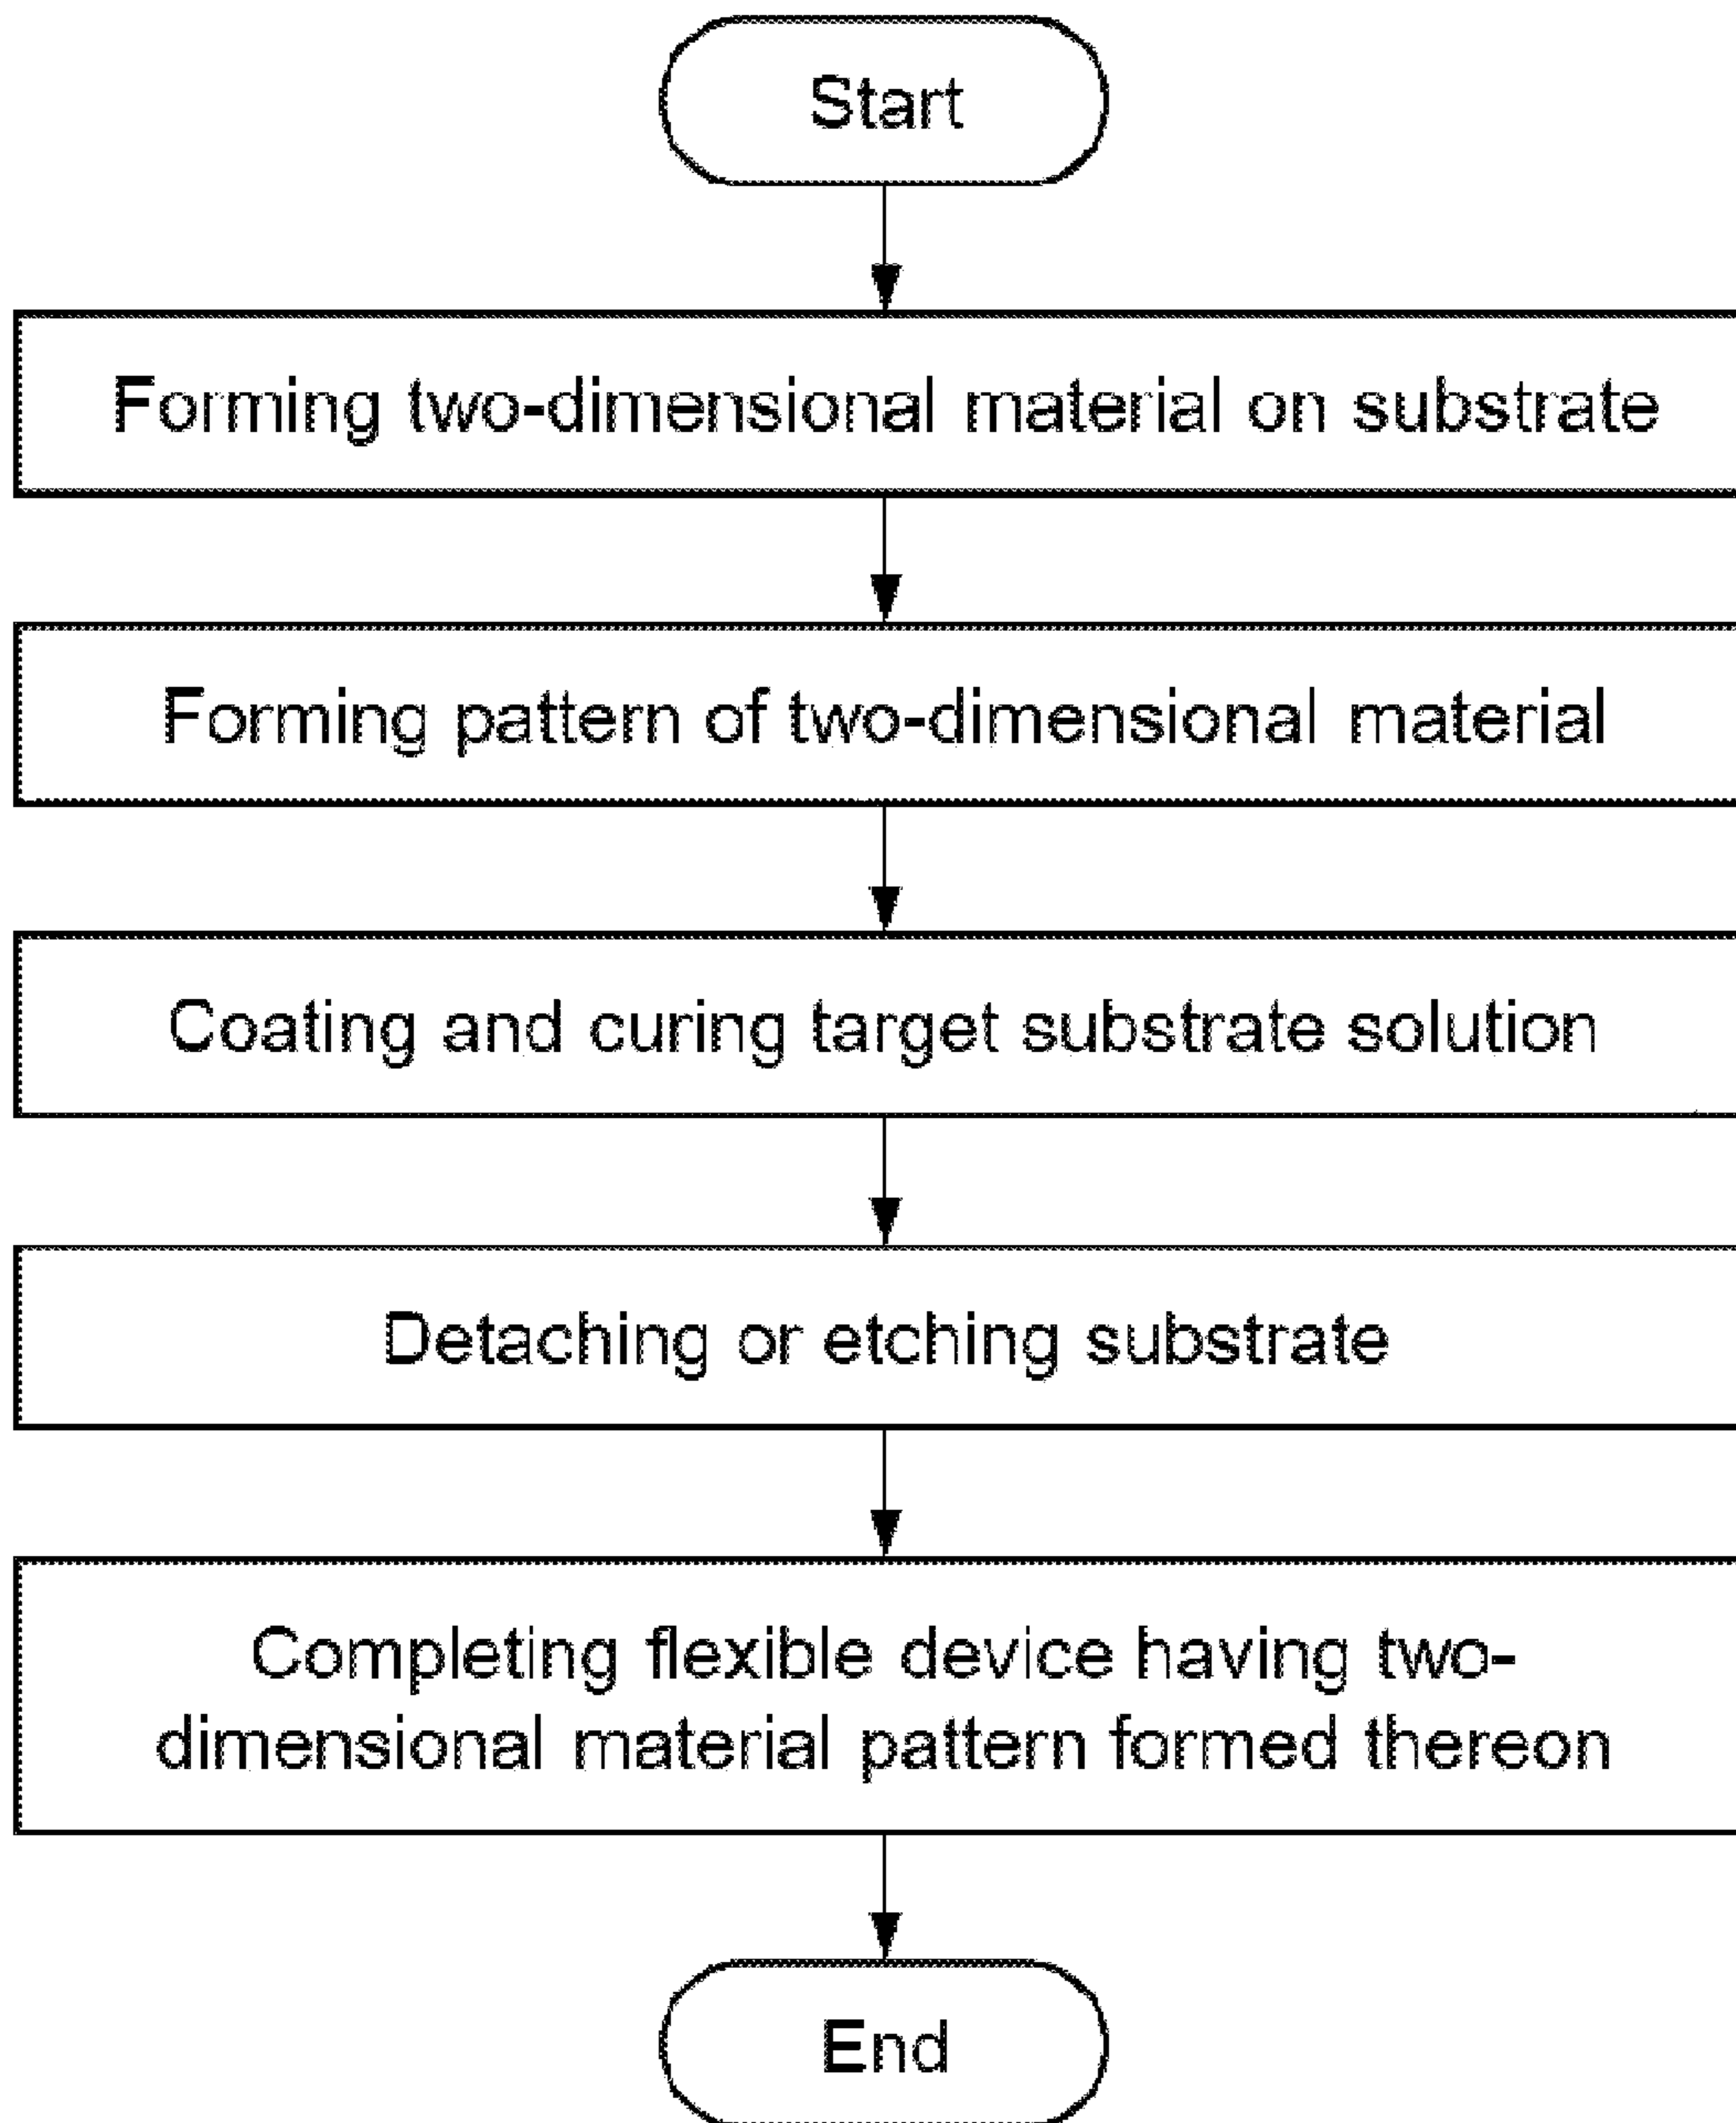 Start
Forming two-dimensional material on substrate
Forming pattern of two-dimensional material
Coating and curing target substrate solution
Detaching or etching substrate
Completing flexible device having two-
dimensional material pattern formed thereon
End